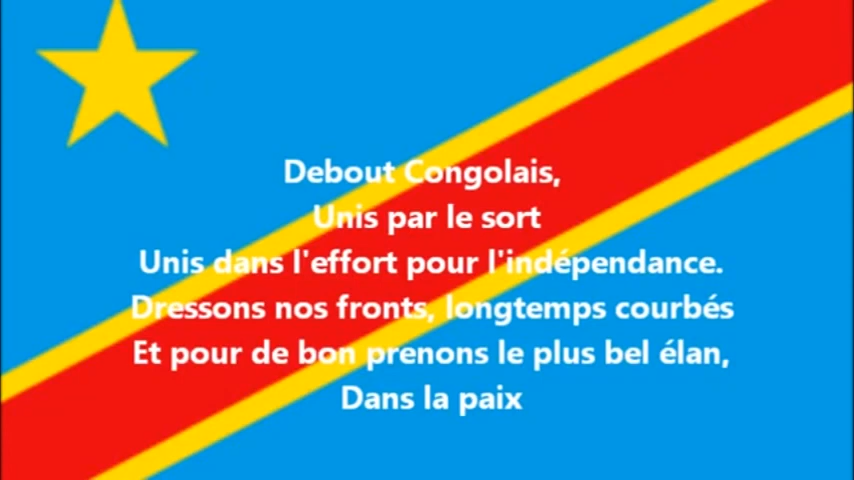 Debout Congolais,
Unis par le sort
Unis dans l'effort pour l'indépendance.
Dressons nos fronts, longtemps courbés
Et pour de bon prenons le plus bel élan,
Dans la paix